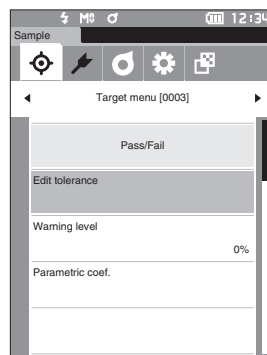 M 12:34
Sample
Target menu [0003]
Pass/Fail
Edit tolerance
Warning level
0%
Parametric coef.